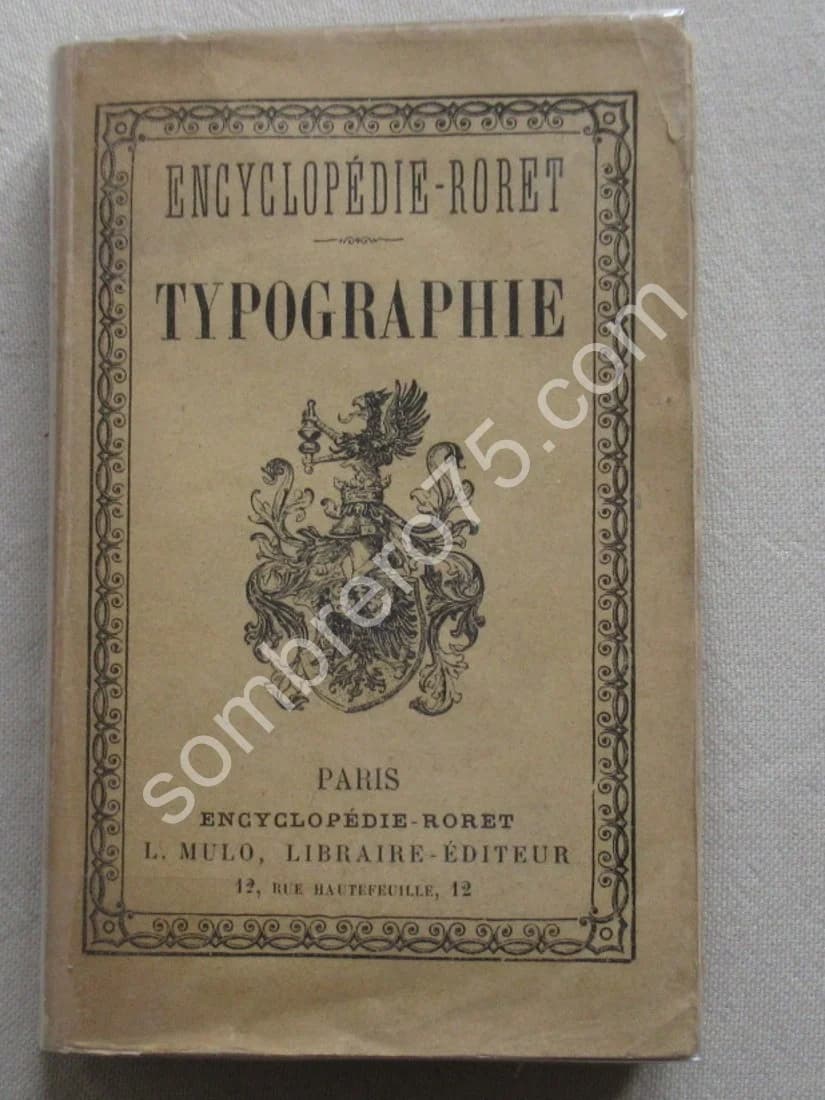 ENCYCLOPÉDIE-RORET
TYPOGRAPHIE
PARIS
ENCYCLOPÉDIE-RORET
L. MULO, LIBRAIRE-ÉDITEUR
12, RUE HAUTEFEUILLE, 12
sombrero75.com